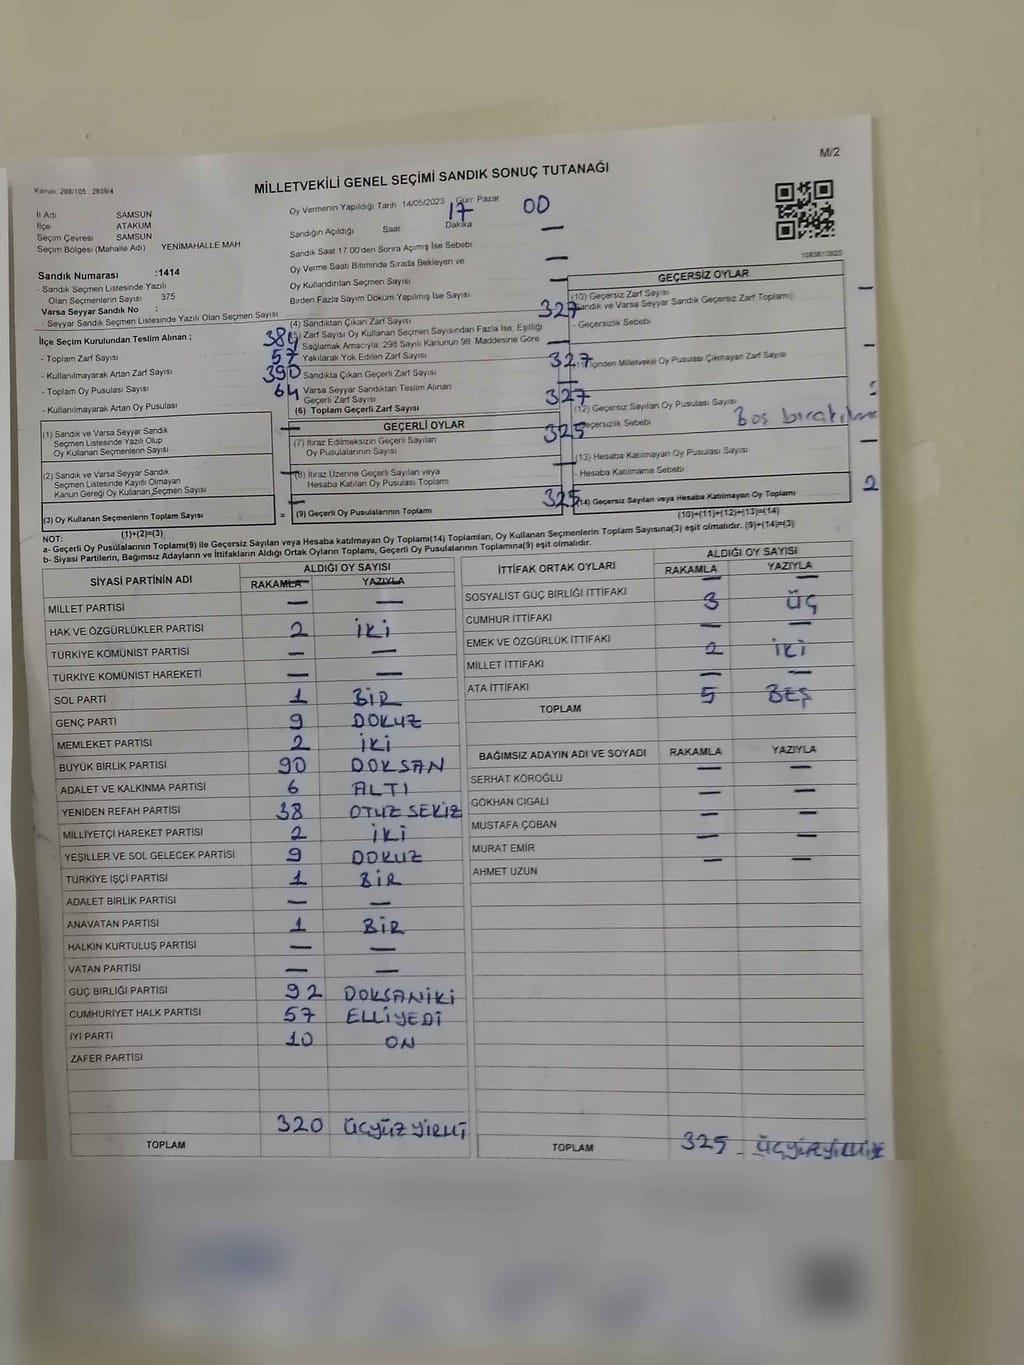 M/2
Kanun: 298/105 2839/4
MİLLETVEKİLİ GENEL SEÇİMİ SANDIK SONUÇ TUTANAĞI
İl Adı SAMSUN
İlçe ATAKUM
Seçim Çevresi SAMSUN
Seçim Bölgesi (Mahalle Adı) YENİMAHALLE MAH
Oy Vermenin Yapıldığı Tarih 14/05/2023 Gün: Pazar
Sandığın Açıldığı Saat 17 Dakika 00
Sandık Saat 17:00'den Sonra Açımış İse Sebebi —
Oy Verme Saati Bitiminde Sırada Bekleyen ve
Oy Kullandırılan Seçmen Sayısı —
Birden Fazla Sayım Döküm Yapılmış İse Sayısı —
Sandık Numarası :1414
- Sandık Seçmen Listesinde Yazılı
Olan Seçmenlerin Sayısı 375
Varsa Seyyar Sandık No :
- Seyyar Sandık Seçmen Listesinde Yazılı Olan Seçmen Sayısı
İlçe Seçim Kurulundan Teslim Alınan ;
- Toplam Zarf Sayısı
- Kullanılmayarak Artan Zarf Sayısı 57
- Toplam Oy Pusulası Sayısı 390
- Kullanılmayarak Artan Oy Pusulası 64
(4) Sandıktan Çıkan Zarf Sayısı 327
(5) Zarf Sayısı Oy Kullanan Seçmen Sayısından Fazla İse, Eşitliği
Sağlamak Amacıyla; 298 Sayılı Kanunun 98. Maddesine Göre
Yakılarak Yok Edilen Zarf Sayısı —
Sandıkta Çıkan Geçerli Zarf Sayısı 327
Varsa Seyyar Sandıktan Teslim Alınan
Geçerli Zarf Sayısı —
(6) Toplam Geçerli Zarf Sayısı 327
GEÇERSİZ OYLAR
(10) Geçersiz Zarf Sayısı —
(Sandık ve Varsa Seyyar Sandık Geçersiz Zarf Toplamı)
- Geçersizlik Sebebi
İçinden Milletvekili Oy Pusulası Çıkmayan Zarf Sayısı —
(12) Geçersiz Sayılan Oy Pusulası Sayısı
Geçersizlik Sebebi Boş
(13) Hesaba Katılmayan Oy Pusulası Sayısı —
- Hesaba Katılmama Sebebi
(14) Geçersiz Sayılan veya Hesaba Katılmayan Oy Toplamı 2
(10)+(11)+(12)+(13)=(14)
(1) Sandık ve Varsa Seyyar Sandık
Seçmen Listesinde Yazılı Olup
Oy Kullanan Seçmenlerin Sayısı —
(2) Sandık ve Varsa Seyyar Sandık
Seçmen Listesinde Kayıtlı Olmayan
Kanun Gereği Oy Kullanan Seçmen Sayısı —
(3) Oy Kullanan Seçmenlerin Toplam Sayısı —
(1)+(2)=(3)
GEÇERLİ OYLAR
(7) İtiraz Edilmeksizin Geçerli Sayılan
Oy Pusulalarının Sayısı 325
(8) İtiraz Üzerine Geçerli Sayılan veya
Hesaba Katılan Oy Pusulası Toplamı —
= (9) Geçerli Oy Pusulalarının Toplamı 325
NOT:
a- Geçerli Oy Pusulalarının Toplamı(9) ile Geçersiz Sayılan veya Hesaba katılmayan Oy Toplamı(14) Toplamları, Oy Kullanan Seçmenlerin Toplam Sayısına(3) eşit olmalıdır. (9)+(14)=(3)
b- Siyasi Partilerin, Bağımsız Adayların ve İttifakların Aldığı Ortak Oyların Toplamı, Geçerli Oy Pusulalarının Toplamına(9) eşit olmalıdır.
SİYASİ PARTİNİN ADI ALDIĞI OY SAYISI
RAKAMLA YAZIYLA
MİLLET PARTİSİ — —
HAK VE ÖZGÜRLÜKLER PARTİSİ 2 İKİ
TÜRKİYE KOMÜNİST PARTİSİ — —
TÜRKİYE KOMÜNİST HAREKETİ — —
SOL PARTİ 1 BİR
GENÇ PARTİ 9 DOKUZ
MEMLEKET PARTİSİ 2 İKİ
BÜYÜK BİRLİK PARTİSİ 90 DOKSAN
ADALET VE KALKINMA PARTİSİ 6 ALTI
YENİDEN REFAH PARTİSİ 38 OTUZ SEKİZ
MİLLİYETÇİ HAREKET PARTİSİ 2 İKİ
YEŞİLLER VE SOL GELECEK PARTİSİ 9 DOKUZ
TÜRKİYE İŞÇİ PARTİSİ 1 BİR
ADALET BİRLİK PARTİSİ — —
ANAVATAN PARTİSİ 1 BİR
HALKIN KURTULUŞ PARTİSİ — —
VATAN PARTİSİ — —
GÜÇ BİRLİĞİ PARTİSİ 92 DOKSANİKİ
CUMHURİYET HALK PARTİSİ 57 ELLİYEDİ
İYİ PARTİ 10 ON
ZAFER PARTİSİ
320 ÜÇYÜZ YİRMİ
TOPLAM
İTTİFAK ORTAK OYLARI ALDIĞI OY SAYISI
RAKAMLA YAZIYLA
SOSYALİST GÜÇ BİRLİĞİ İTTİFAKI — —
CUMHUR İTTİFAKI 3 ÜÇ
EMEK VE ÖZGÜRLÜK İTTİFAKI — —
MİLLET İTTİFAKI 2 İKİ
ATA İTTİFAKI — —
TOPLAM 5 BEŞ
BAĞIMSIZ ADAYIN ADI VE SOYADI RAKAMLA YAZIYLA
SERHAT KÖROĞLU — —
GÖKHAN CIGALI — —
MUSTAFA ÇOBAN — —
MURAT EMİR — —
AHMET UZUN — —
TOPLAM 325